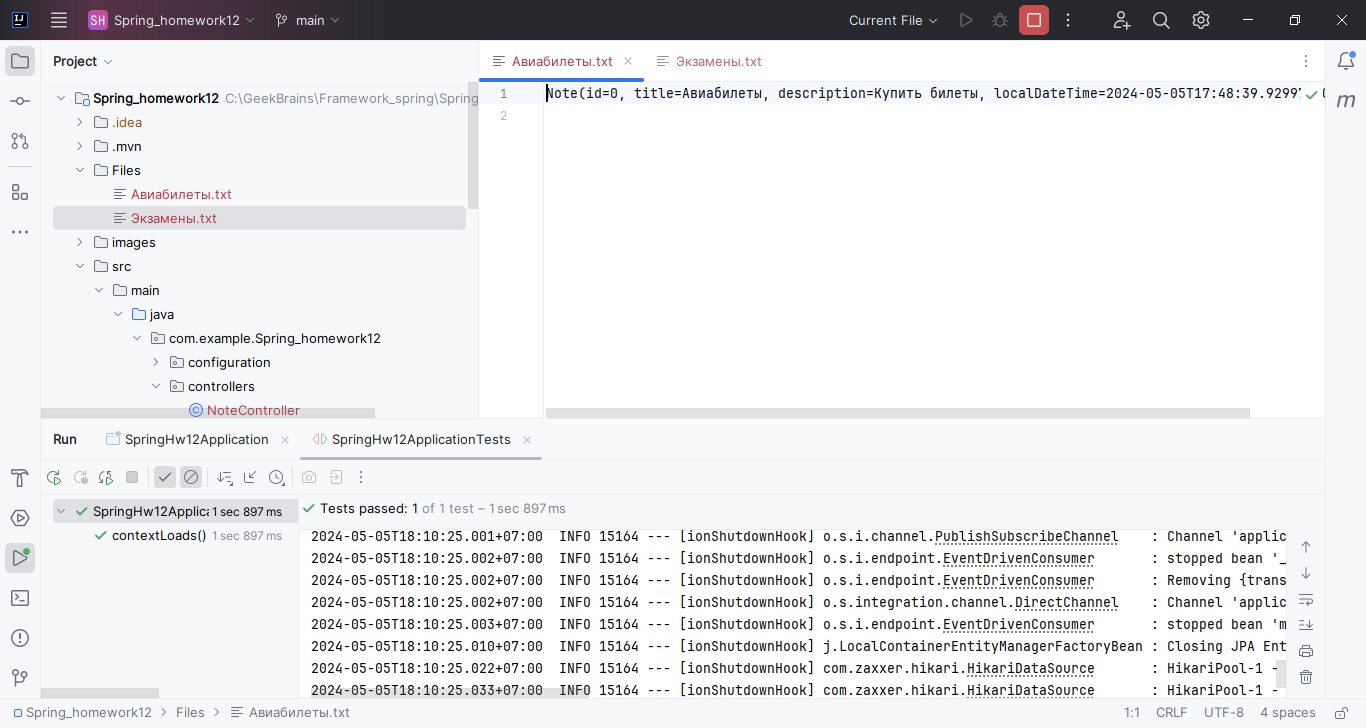 SH Spring_homework12 main Current File
Project
Авиабилеты.txt
Экзамены.txt
Spring_homework12 C:\GeekBrains\Framework_spring\Spring
.idea
.mvn
Files
Авиабилеты.txt
Экзамены.txt
images
src
main
java
com.example.Spring_homework12
configuration
controllers
NoteController
1 Note(id=0, title=Авиабилеты, description=Купить билеты, localDateTime=2024-05-05T17:48:39.9299
2
m
Run SpringHw12Application SpringHw12ApplicationTests
SpringHw12Applica 1 sec 897 ms
contextLoads() 1 sec 897 ms
Tests passed: 1 of 1 test – 1 sec 897 ms
2024-05-05T18:10:25.001+07:00 INFO 15164 --- [ionShutdownHook] o.s.i.channel.PublishSubscribeChannel : Channel 'applic
2024-05-05T18:10:25.002+07:00 INFO 15164 --- [ionShutdownHook] o.s.i.endpoint.EventDrivenConsumer : stopped bean '_
2024-05-05T18:10:25.002+07:00 INFO 15164 --- [ionShutdownHook] o.s.i.endpoint.EventDrivenConsumer : Removing {trans
2024-05-05T18:10:25.002+07:00 INFO 15164 --- [ionShutdownHook] o.s.integration.channel.DirectChannel : Channel 'applic
2024-05-05T18:10:25.003+07:00 INFO 15164 --- [ionShutdownHook] o.s.i.endpoint.EventDrivenConsumer : stopped bean 'm
2024-05-05T18:10:25.010+07:00 INFO 15164 --- [ionShutdownHook] j.LocalContainerEntityManagerFactoryBean : Closing JPA Ent
2024-05-05T18:10:25.022+07:00 INFO 15164 --- [ionShutdownHook] com.zaxxer.hikari.HikariDataSource : HikariPool-1 -
2024-05-05T18:10:25.033+07:00 INFO 15164 --- [ionShutdownHook] com.zaxxer.hikari.HikariDataSource : HikariPool-1 -
Spring_homework12 > Files > Авиабилеты.txt 1:1 CRLF UTF-8 4 spaces